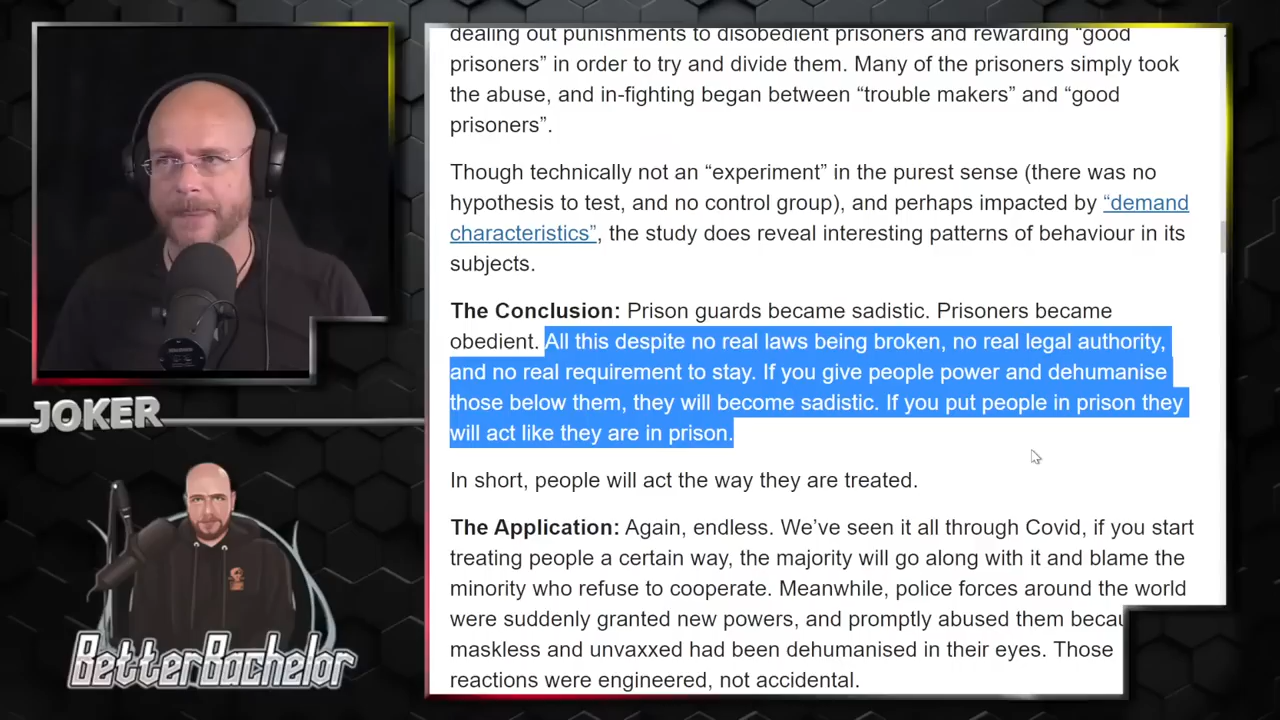 dealing out punishments to disobedient prisoners and rewarding “good
prisoners” in order to try and divide them. Many of the prisoners simply took
the abuse, and in-fighting began between “trouble makers” and “good
prisoners”.
Though technically not an “experiment” in the purest sense (there was no
hypothesis to test, and no control group), and perhaps impacted by “demand
characteristics”, the study does reveal interesting patterns of behaviour in its
subjects.
The Conclusion: Prison guards became sadistic. Prisoners became
obedient. All this despite no real laws being broken, no real legal authority,
and no real requirement to stay. If you give people power and dehumanise
those below them, they will become sadistic. If you put people in prison they
will act like they are in prison.
In short, people will act the way they are treated.
The Application: Again, endless. We’ve seen it all through Covid, if you start
treating people a certain way, the majority will go along with it and blame the
minority who refuse to cooperate. Meanwhile, police forces around the world
were suddenly granted new powers, and promptly abused them becau
maskless and unvaxxed had been dehumanised in their eyes. Those
reactions were engineered, not accidental.
JOKER
BetterBachelor